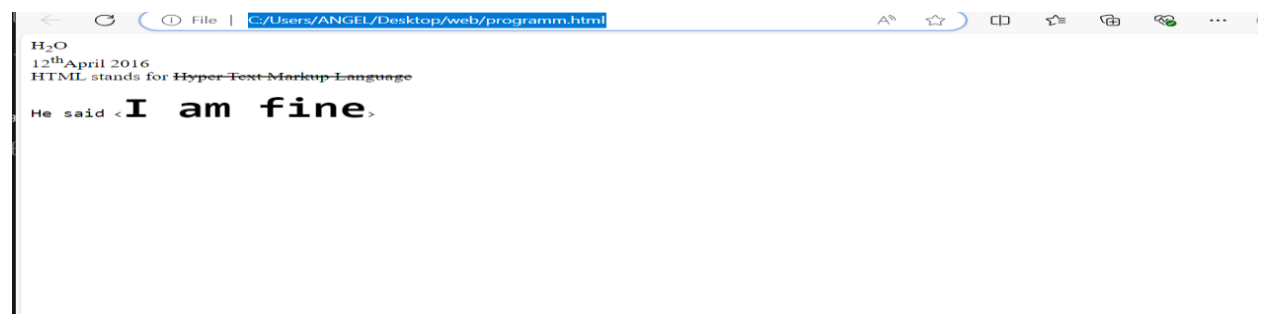 File | C:/Users/ANGEL/Desktop/web/programm.html
H₂O
12ᵗʰApril 2016
HTML stands for Hyper Text Markup Language
He said <I am fine>